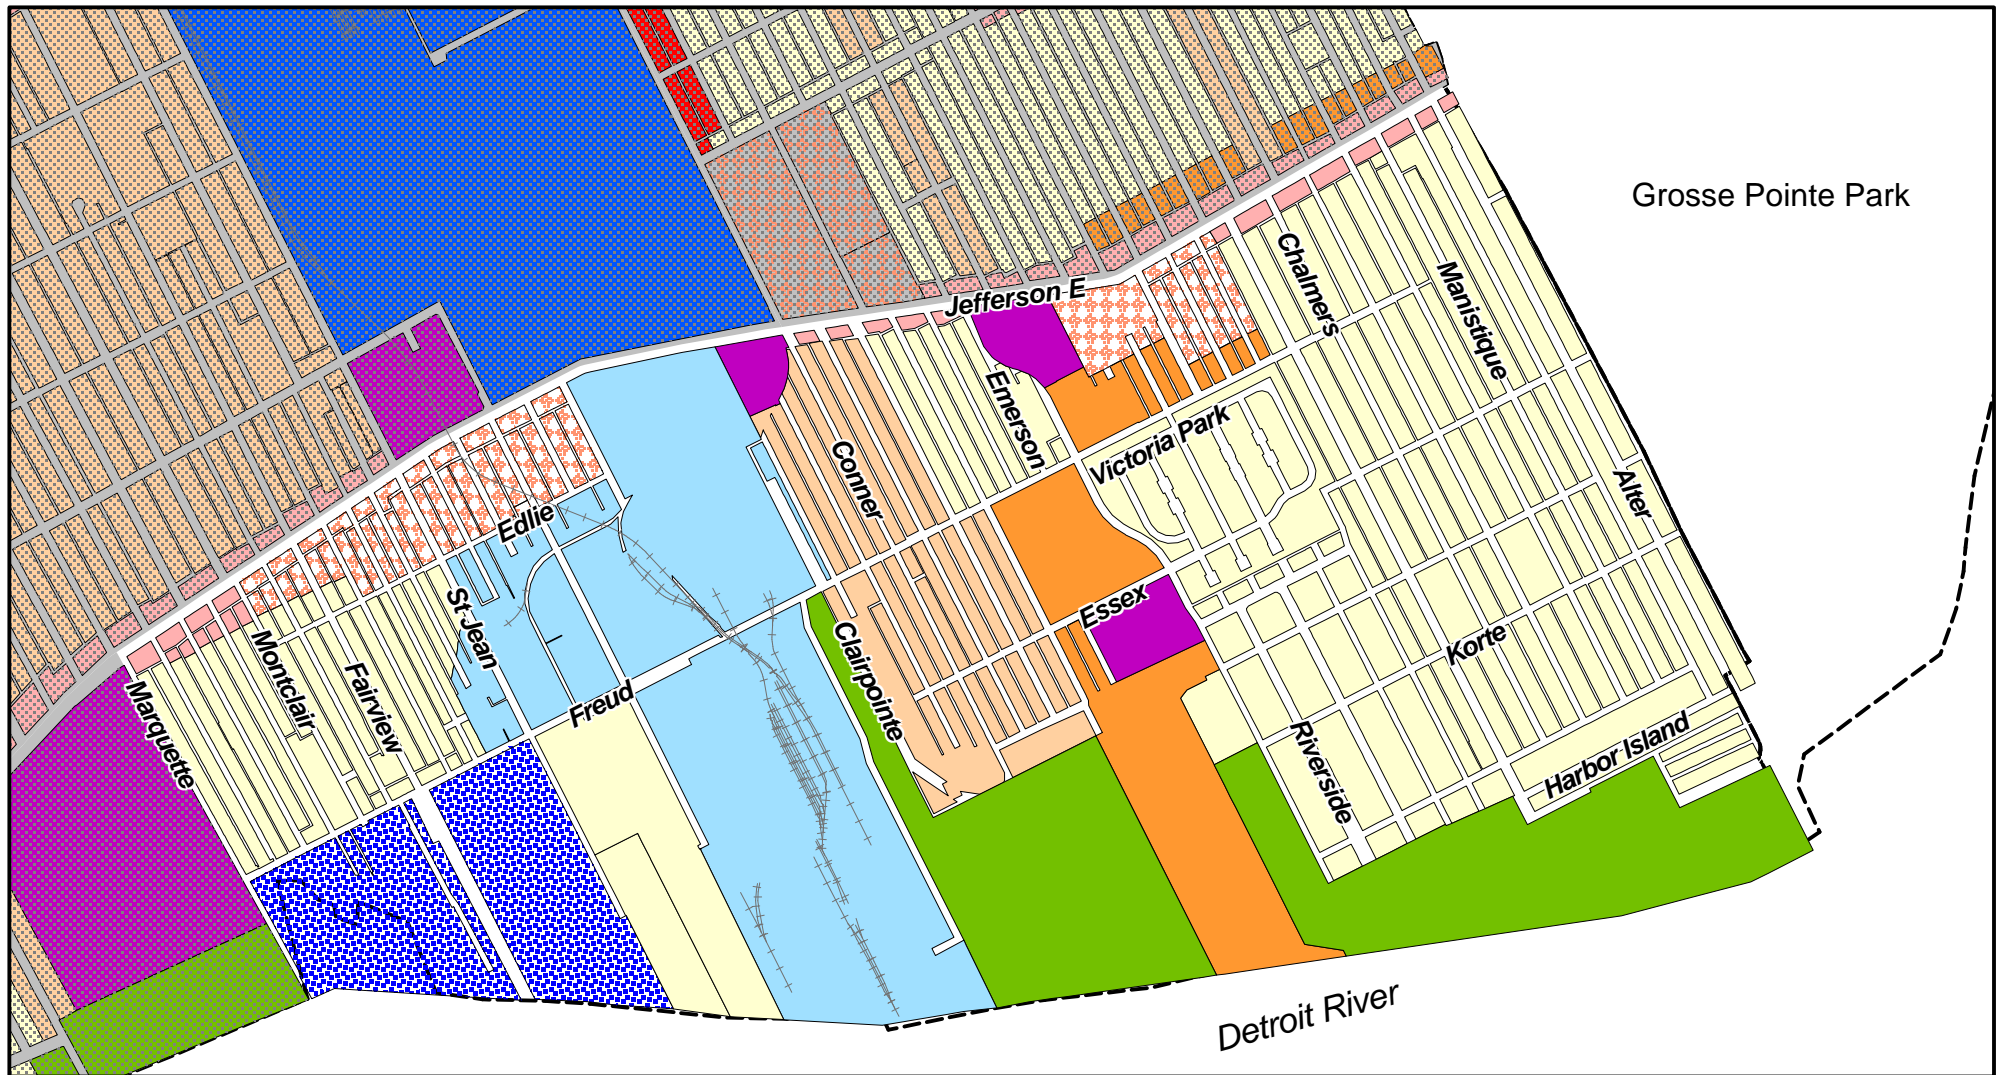 Grosse Pointe Park
Jefferson E
Chalmers
Manistique
Emerson
Victoria Park
Conner
Alter
Edlie
St Jean
Essex
Clairpointe
Korte
Montclair
Fairview
Marquette
Freud
Riverside
Harbor Island
Detroit River